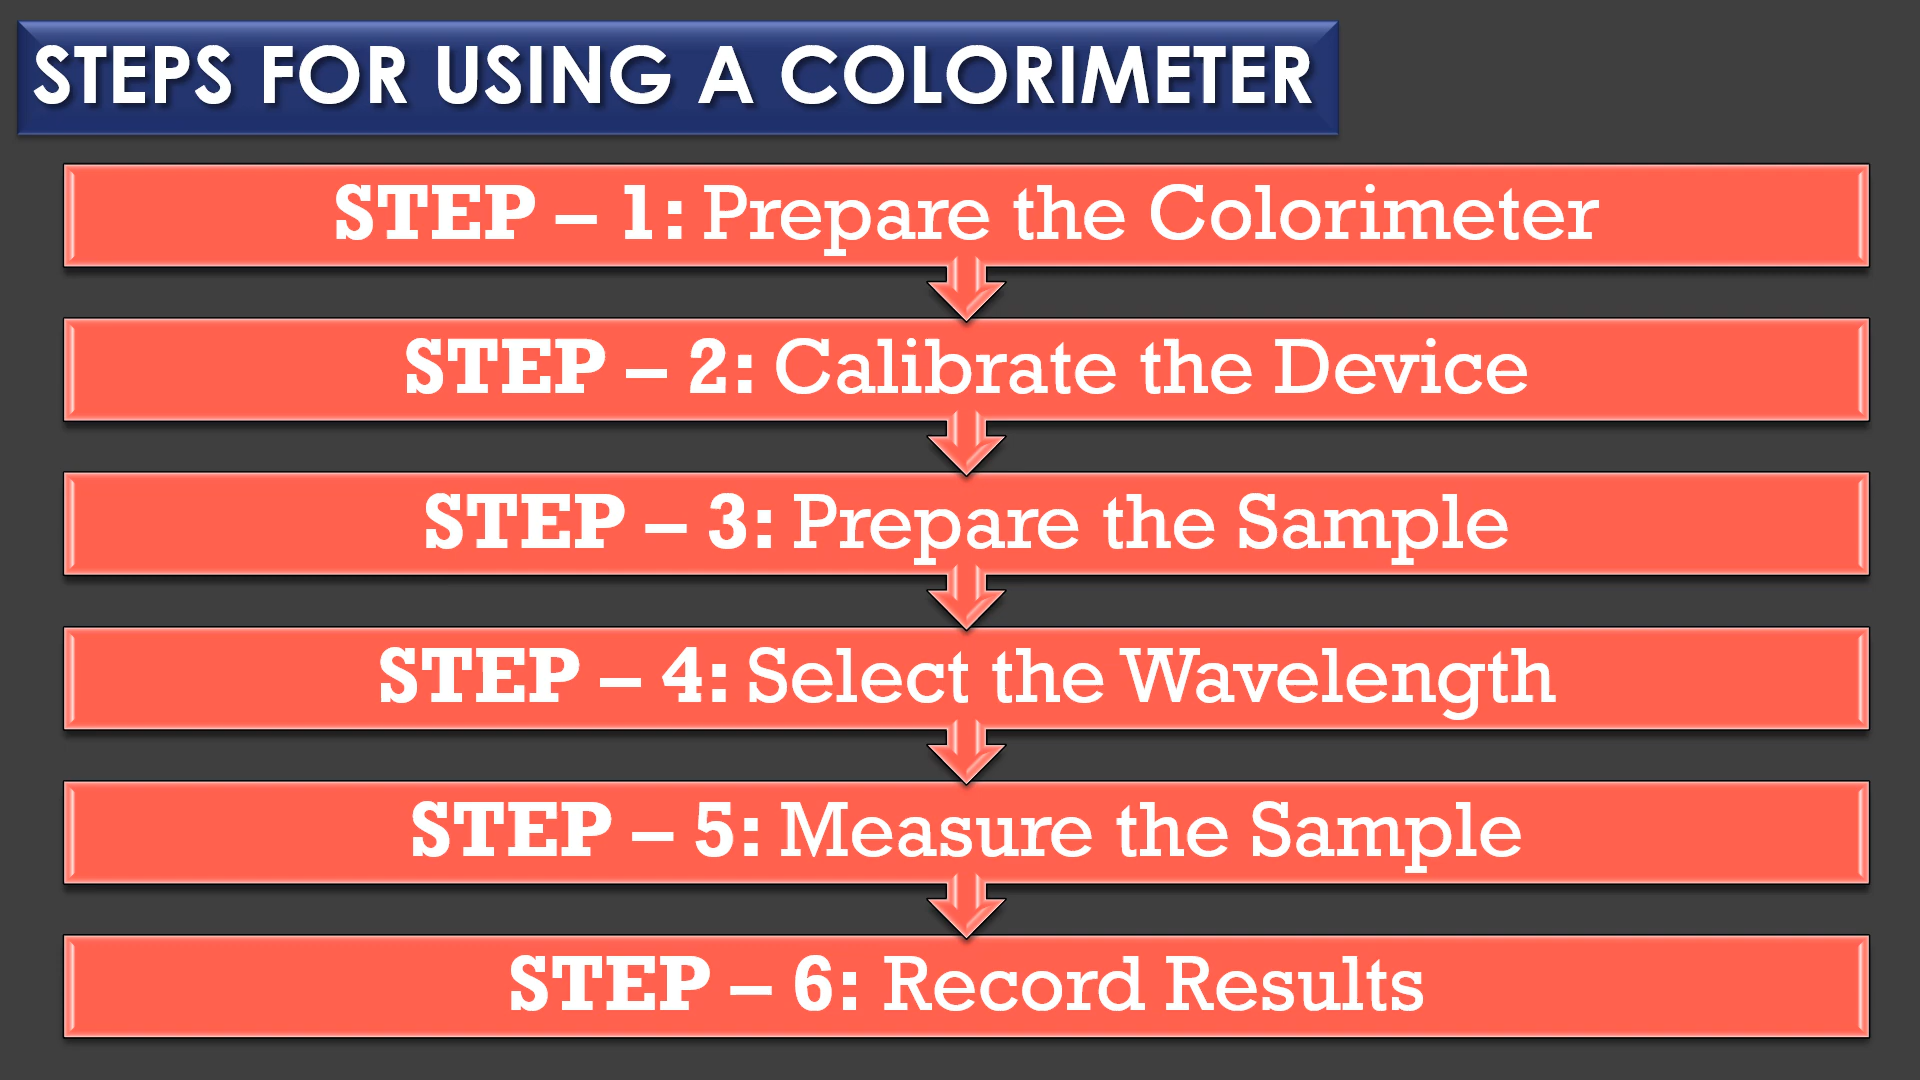 STEPS FOR USING A COLORIMETER
STEP – 1: Prepare the Colorimeter
STEP – 2: Calibrate the Device
STEP – 3: Prepare the Sample
STEP – 4: Select the Wavelength
STEP – 5: Measure the Sample
STEP – 6: Record Results